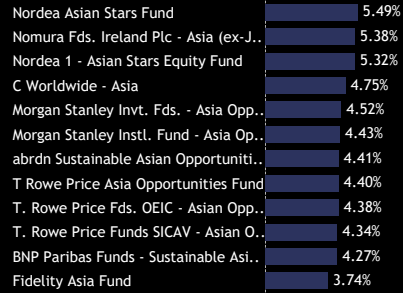 Nordea Asian Stars Fund 5.49%
Nomura Fds. Ireland Plc - Asia (ex-J.. 5.38%
Nordea 1 - Asian Stars Equity Fund 5.32%
C Worldwide - Asia 4.75%
Morgan Stanley Invt. Fds. - Asia Opp.. 4.52%
Morgan Stanley Instl. Fund - Asia Op.. 4.43%
abrdn Sustainable Asian Opportuniti.. 4.41%
T Rowe Price Asia Opportunities Fund 4.40%
T. Rowe Price Fds. OEIC - Asian Opp.. 4.38%
T. Rowe Price Funds SICAV - Asian O.. 4.34%
BNP Paribas Funds - Sustainable Asi.. 4.27%
Fidelity Asia Fund 3.74%